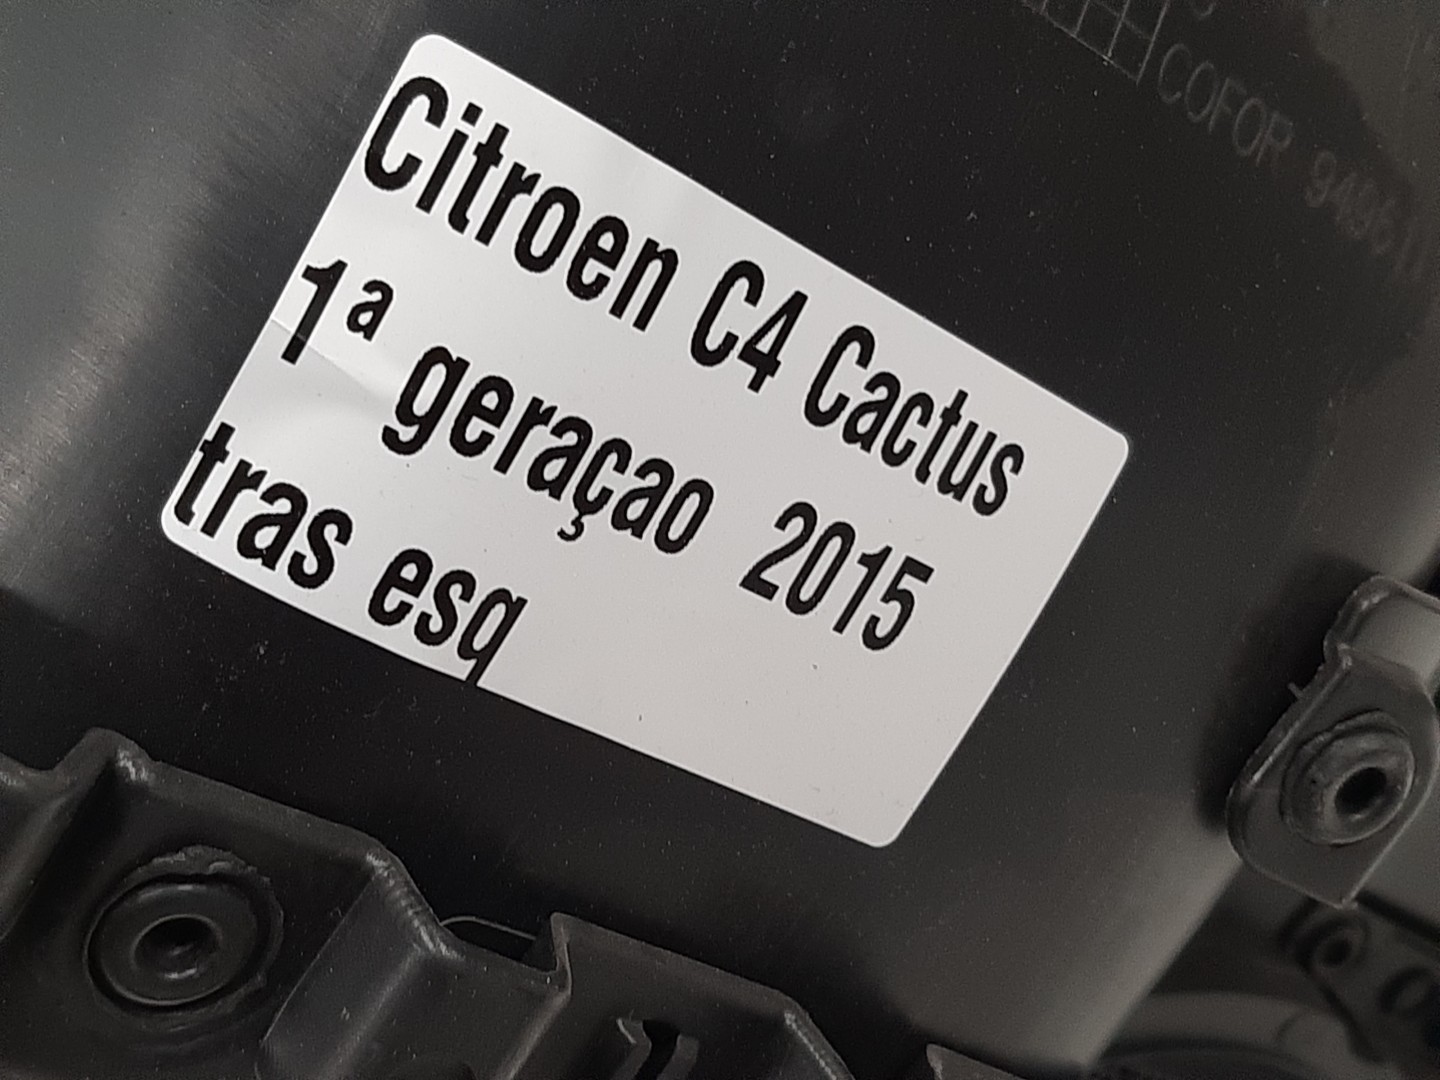 COFOR
Citroen C4 Cactus
1ª geraçao 2015
tras esq